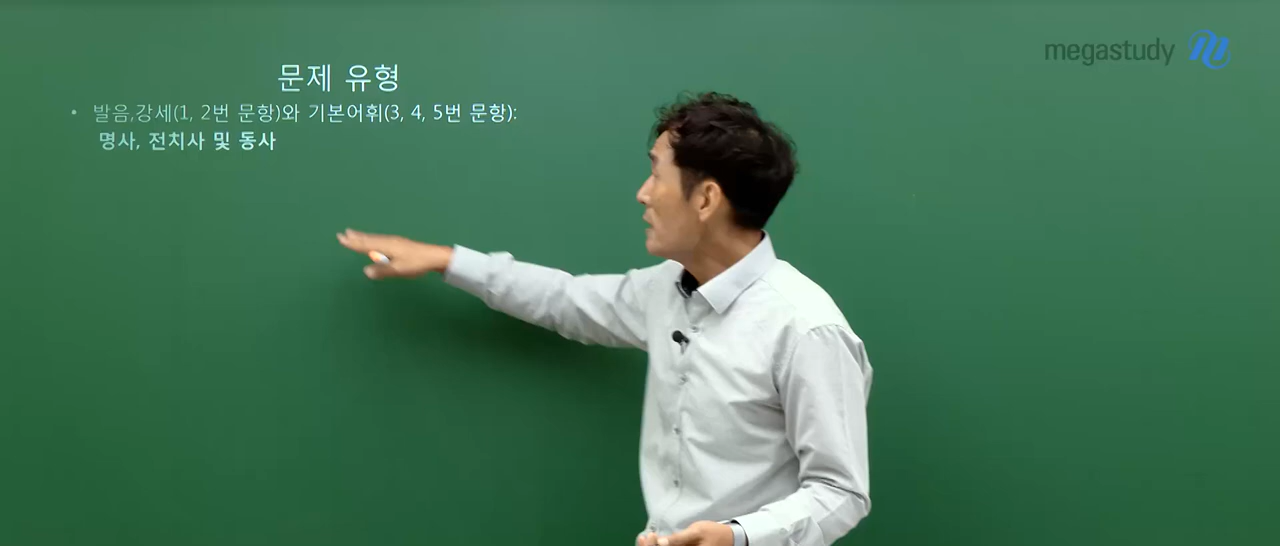 megastudy
문제 유형
• 발음,강세(1, 2번 문항)와 기본어휘(3, 4, 5번 문항):
명사, 전치사 및 동사